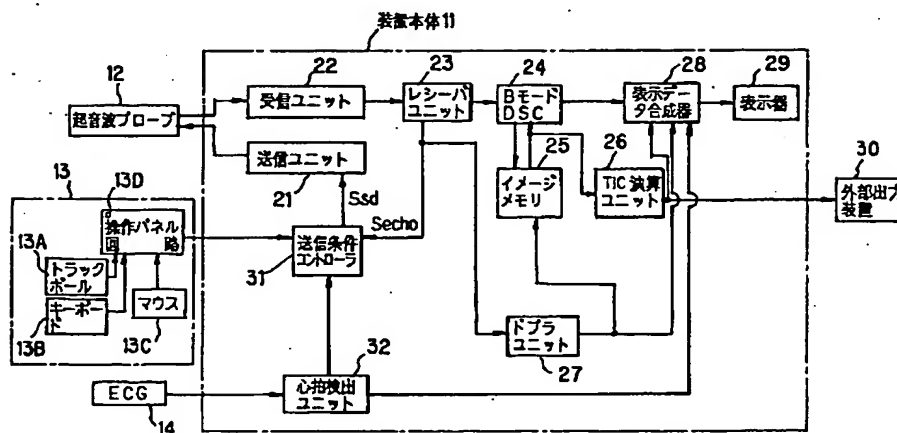 装置本体11
12
超音波プローブ
22
受信ユニット
23
レシーバ
ユニット
24
Bモード
DSC
28
表示デー
タ合成器
29
表示器
送信ユニット
21
25
イメージ
メモリ
26
TIC演算
ユニット
30
外部出力
装置
13
13D
操作パネル
回路
13A
トラック
ボール
キーボー
ド
13B
マウス
13C
Ssd
Secho
送信条件
コントローラ
31
ドプラ
ユニット
27
32
心拍検出
ユニット
ECG
14